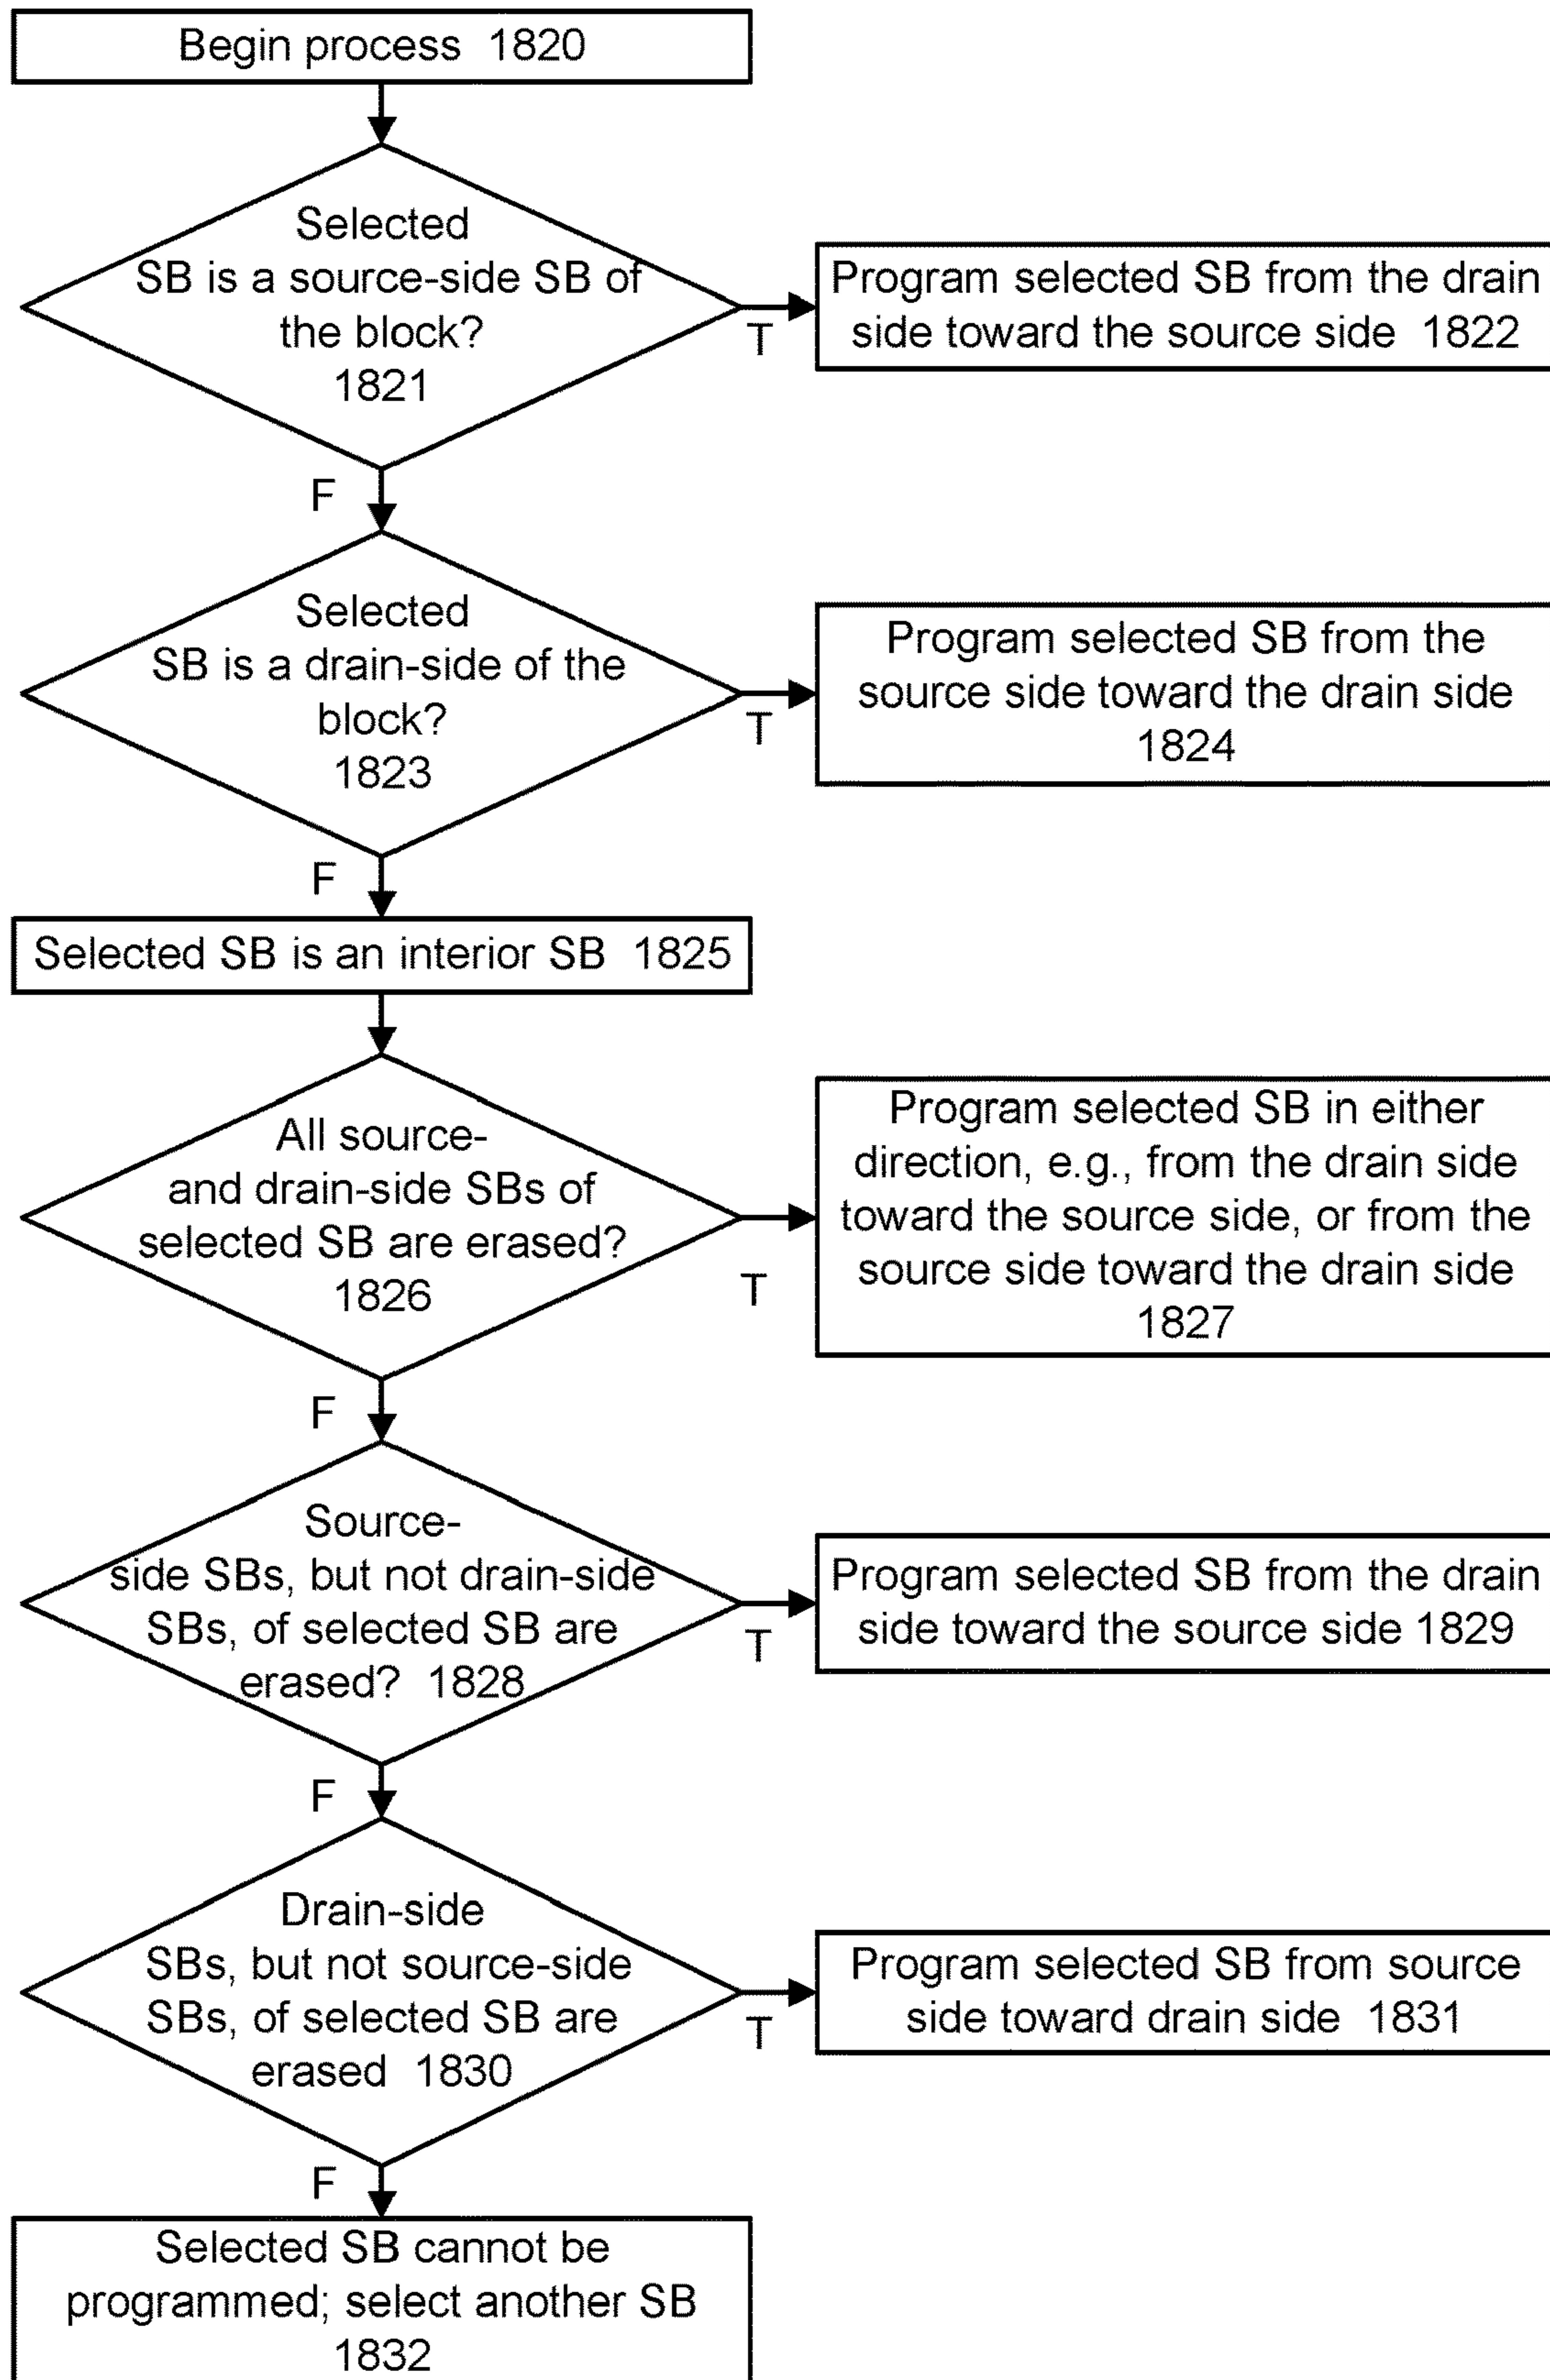 Begin process 1820
Selected
SB is a source-side SB of
the block?
1821
T
Program selected SB from the drain
side toward the source side 1822
F
Selected
SB is a drain-side of the
block?
1823
T
Program selected SB from the
source side toward the drain side
1824
F
Selected SB is an interior SB 1825
All source-
and drain-side SBs of
selected SB are erased?
1826
T
Program selected SB in either
direction, e.g., from the drain side
toward the source side, or from the
source side toward the drain side
1827
F
Source-
side SBs, but not drain-side
SBs, of selected SB are
erased? 1828
T
Program selected SB from the drain
side toward the source side 1829
F
Drain-side
SBs, but not source-side
SBs, of selected SB are
erased 1830
T
Program selected SB from source
side toward drain side 1831
F
Selected SB cannot be
programmed; select another SB
1832